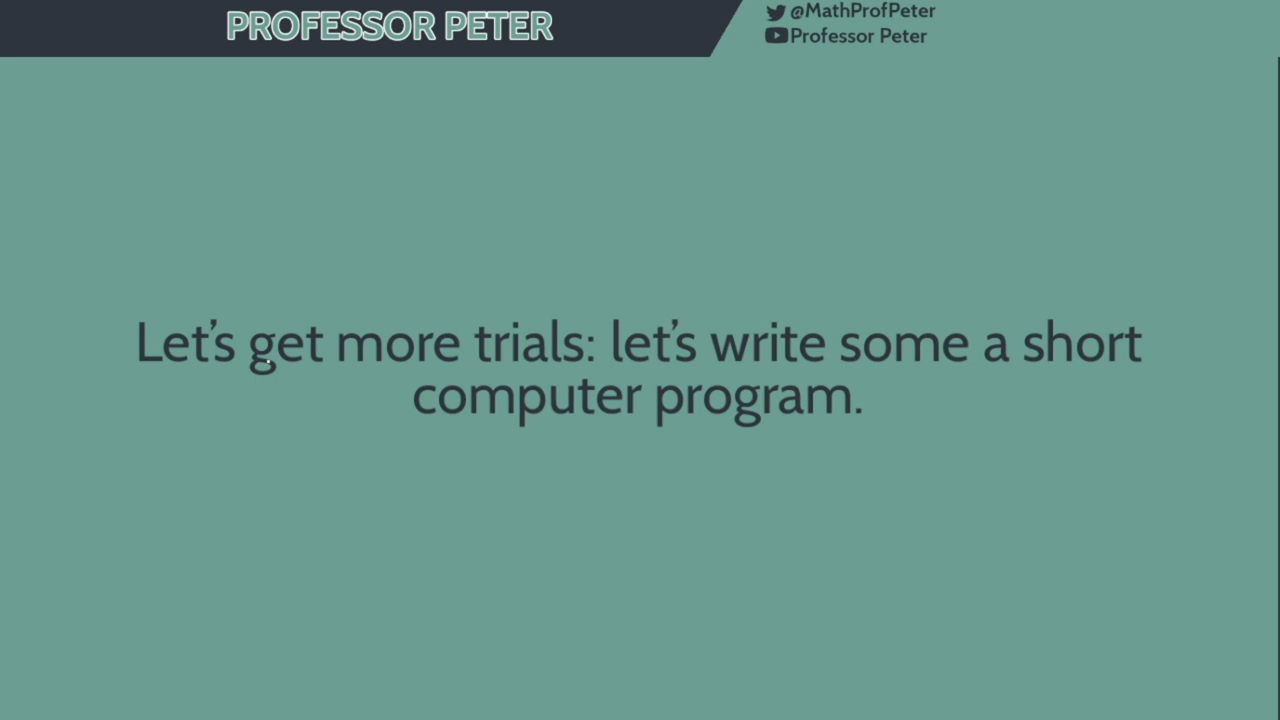 PROFESSOR PETER
@MathProfPeter
Professor Peter
Let's get more trials: let's write some a short
computer program.